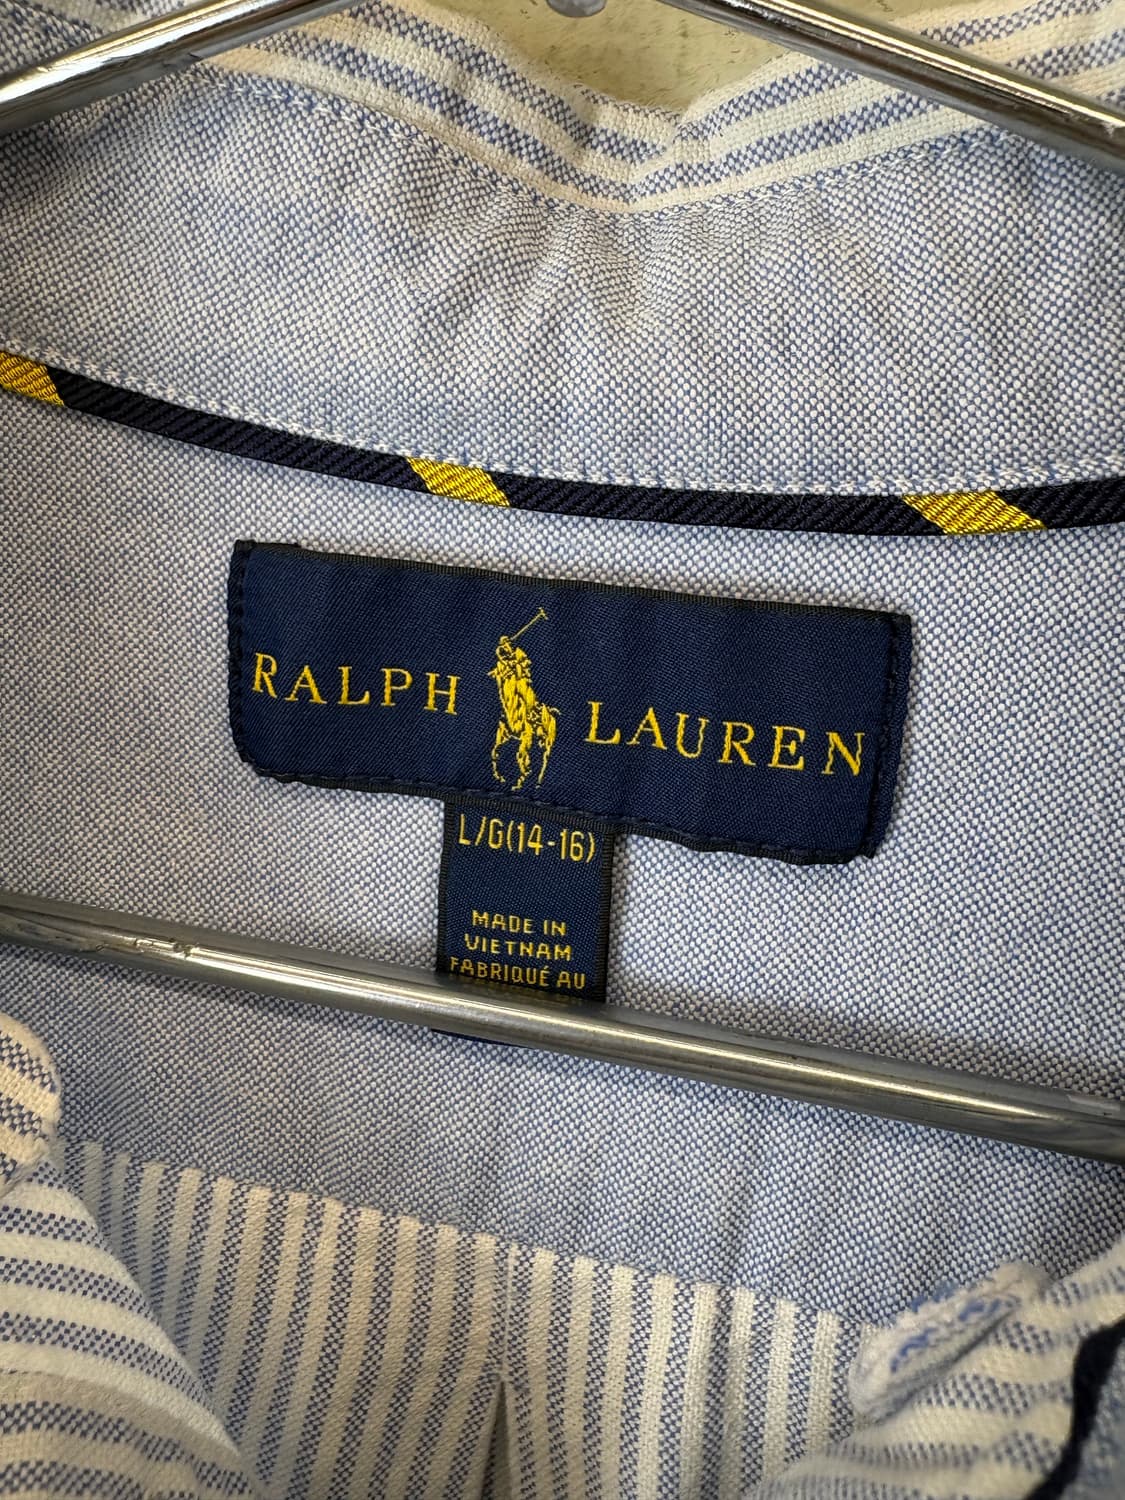 RALPH LAUREN
L/G(14-16)
MADE IN
VIETNAM
FABRIQUÉ AU